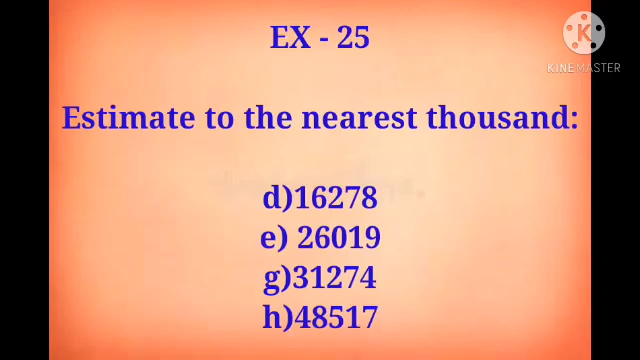 EX - 25
K
KINEMASTER
Estimate to the nearest thousand:
d)16278
e) 26019
g)31274
h)48517